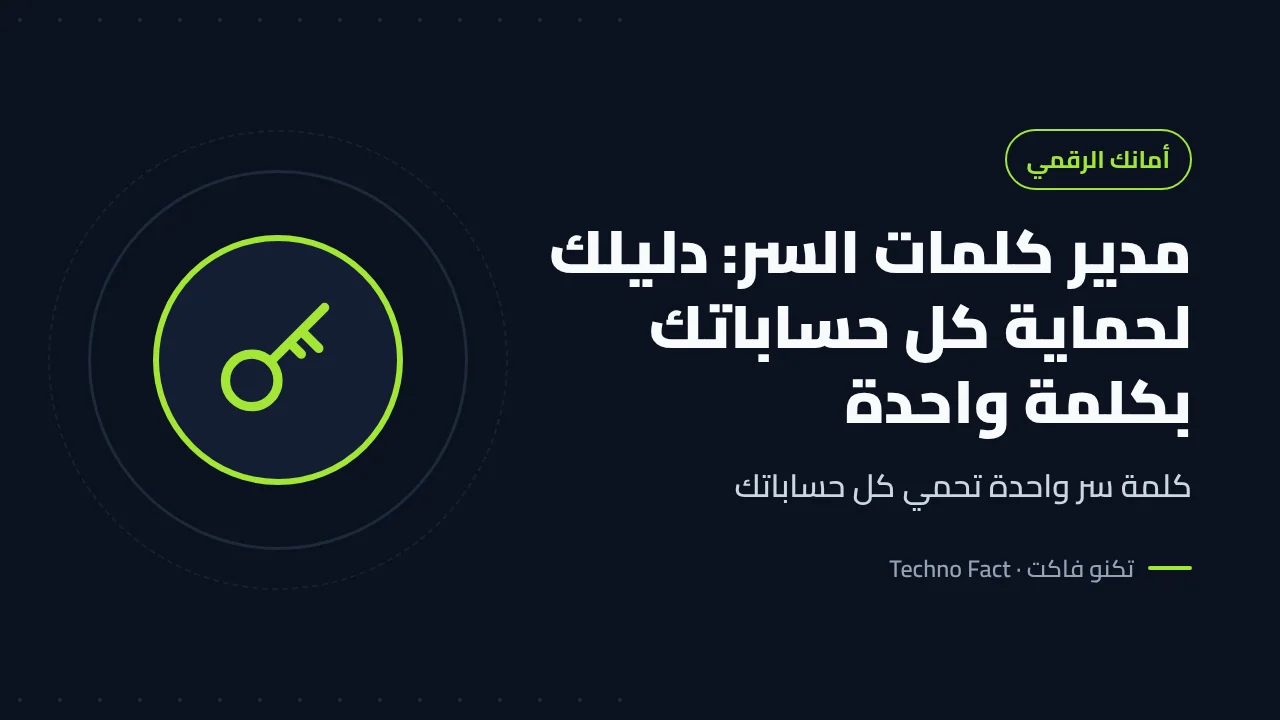 أمانك الرقمي
مدير كلمات السر: دليلك
لحماية كل حساباتك
بكلمة واحدة
كلمة سر واحدة تحمي كل حساباتك
تكنو فاكت · Techno Fact